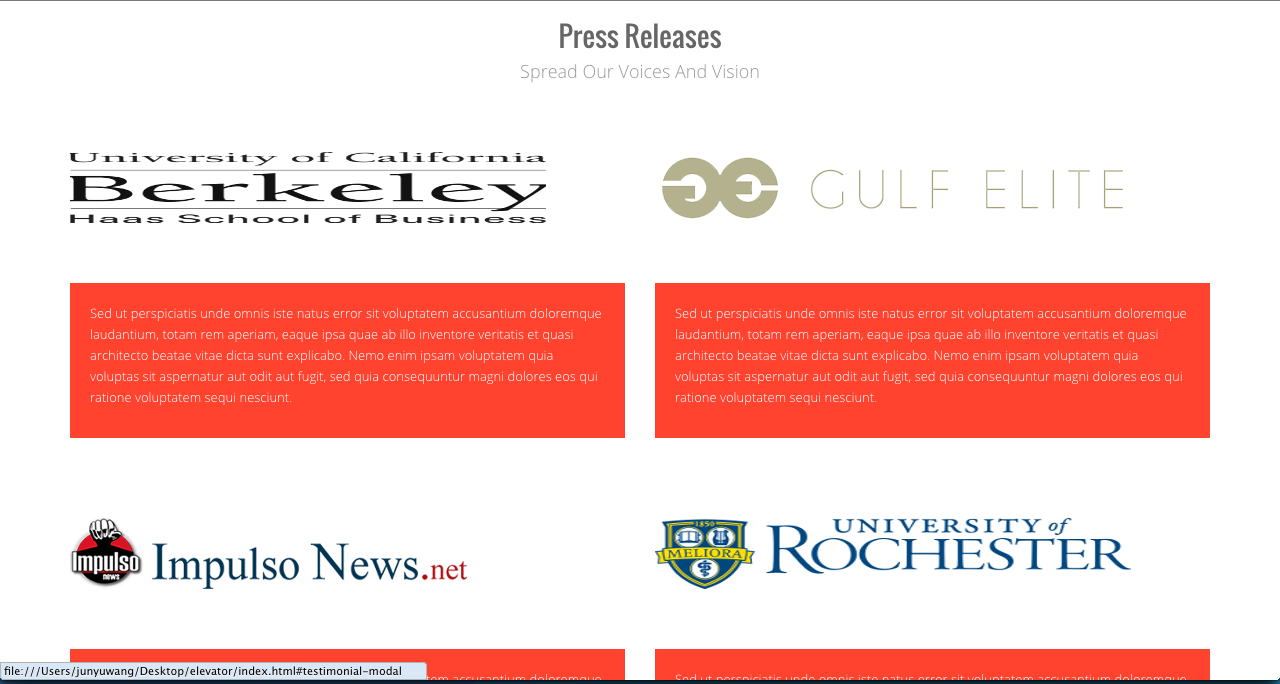 Press Releases
Spread Our Voices And Vision
University of California
Berkeley
Haas School of Business
GULF ELITE
Sed ut perspiciatis unde omnis iste natus error sit voluptatem accusantium doloremque
laudantium, totam rem aperiam, eaque ipsa quae ab illo inventore veritatis et quasi
architecto beatae vitae dicta sunt explicabo. Nemo enim ipsam voluptatem quia
voluptas sit aspernatur aut odit aut fugit, sed quia consequuntur magni dolores eos qui
ratione voluptatem sequi nesciunt.
Sed ut perspiciatis unde omnis iste natus error sit voluptatem accusantium doloremque
laudantium, totam rem aperiam, eaque ipsa quae ab illo inventore veritatis et quasi
architecto beatae vitae dicta sunt explicabo. Nemo enim ipsam voluptatem quia
voluptas sit aspernatur aut odit aut fugit, sed quia consequuntur magni dolores eos qui
ratione voluptatem sequi nesciunt.
Impulso
news
Impulso News.net
1850
MELIORA
UNIVERSITY of
ROCHESTER
tem accusantium doloremque
Sed ut perspiciatis unde omnis iste natus error sit voluptatem accusantium doloremque
file:///Users/junyuwang/Desktop/elevator/index.html#testimonial-modal